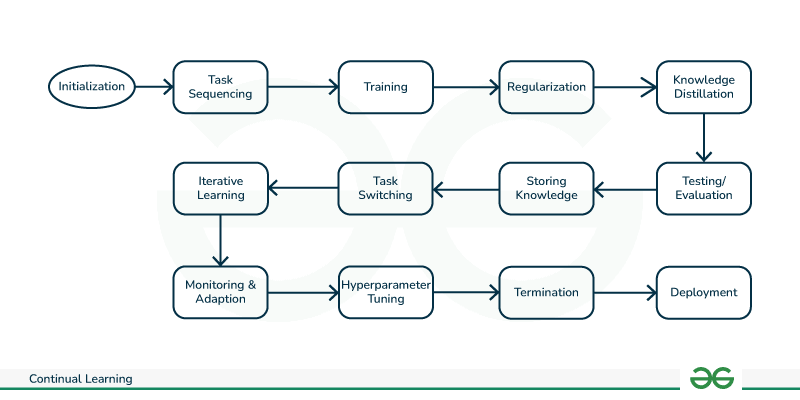 Initialization
Task
Sequencing
Training
Regularization
Knowledge
Distillation
Iterative
Learning
Task
Switching
Storing
Knowledge
Testing/
Evaluation
Monitoring &
Adaption
Hyperparameter
Tuning
Termination
Deployment
Continual Learning